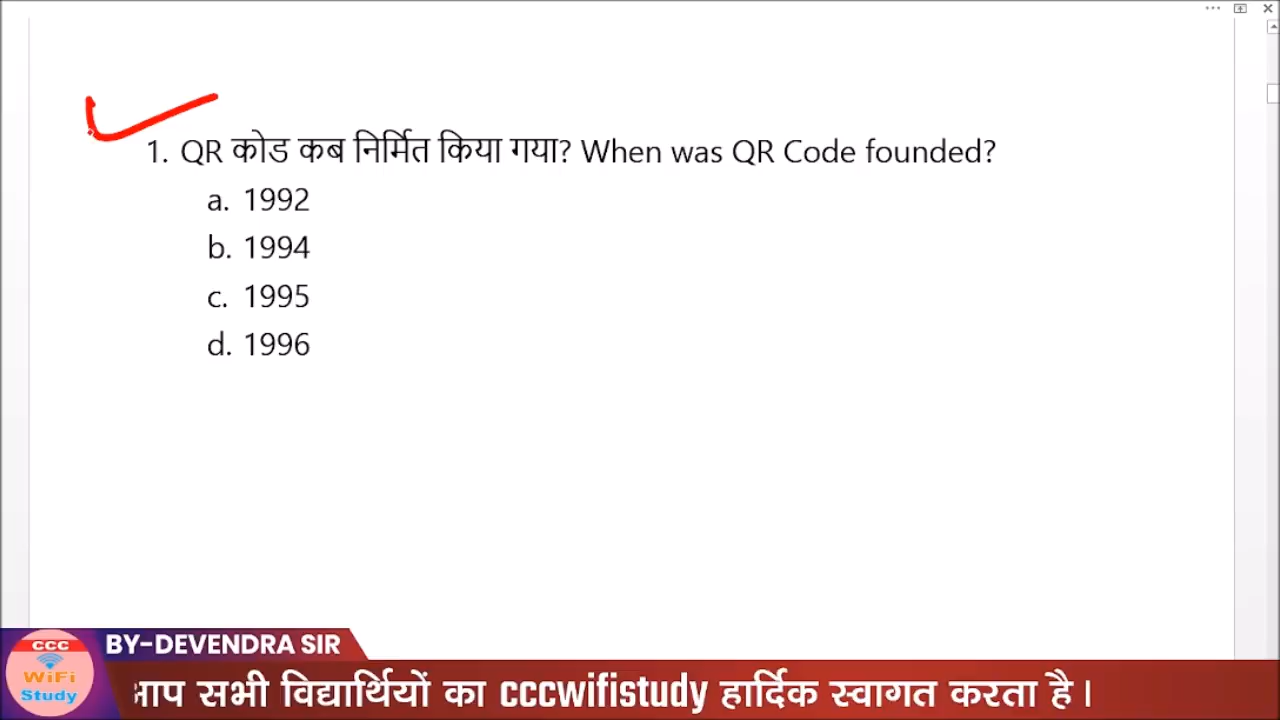 1. QR कोड कब निर्मित किया गया? When was QR Code founded?
a. 1992
b. 1994
c. 1995
d. 1996
BY-DEVENDRA SIR
CCC
WiFi
Study
आप सभी विद्यार्थियों का cccwifistudy हार्दिक स्वागत करता है।